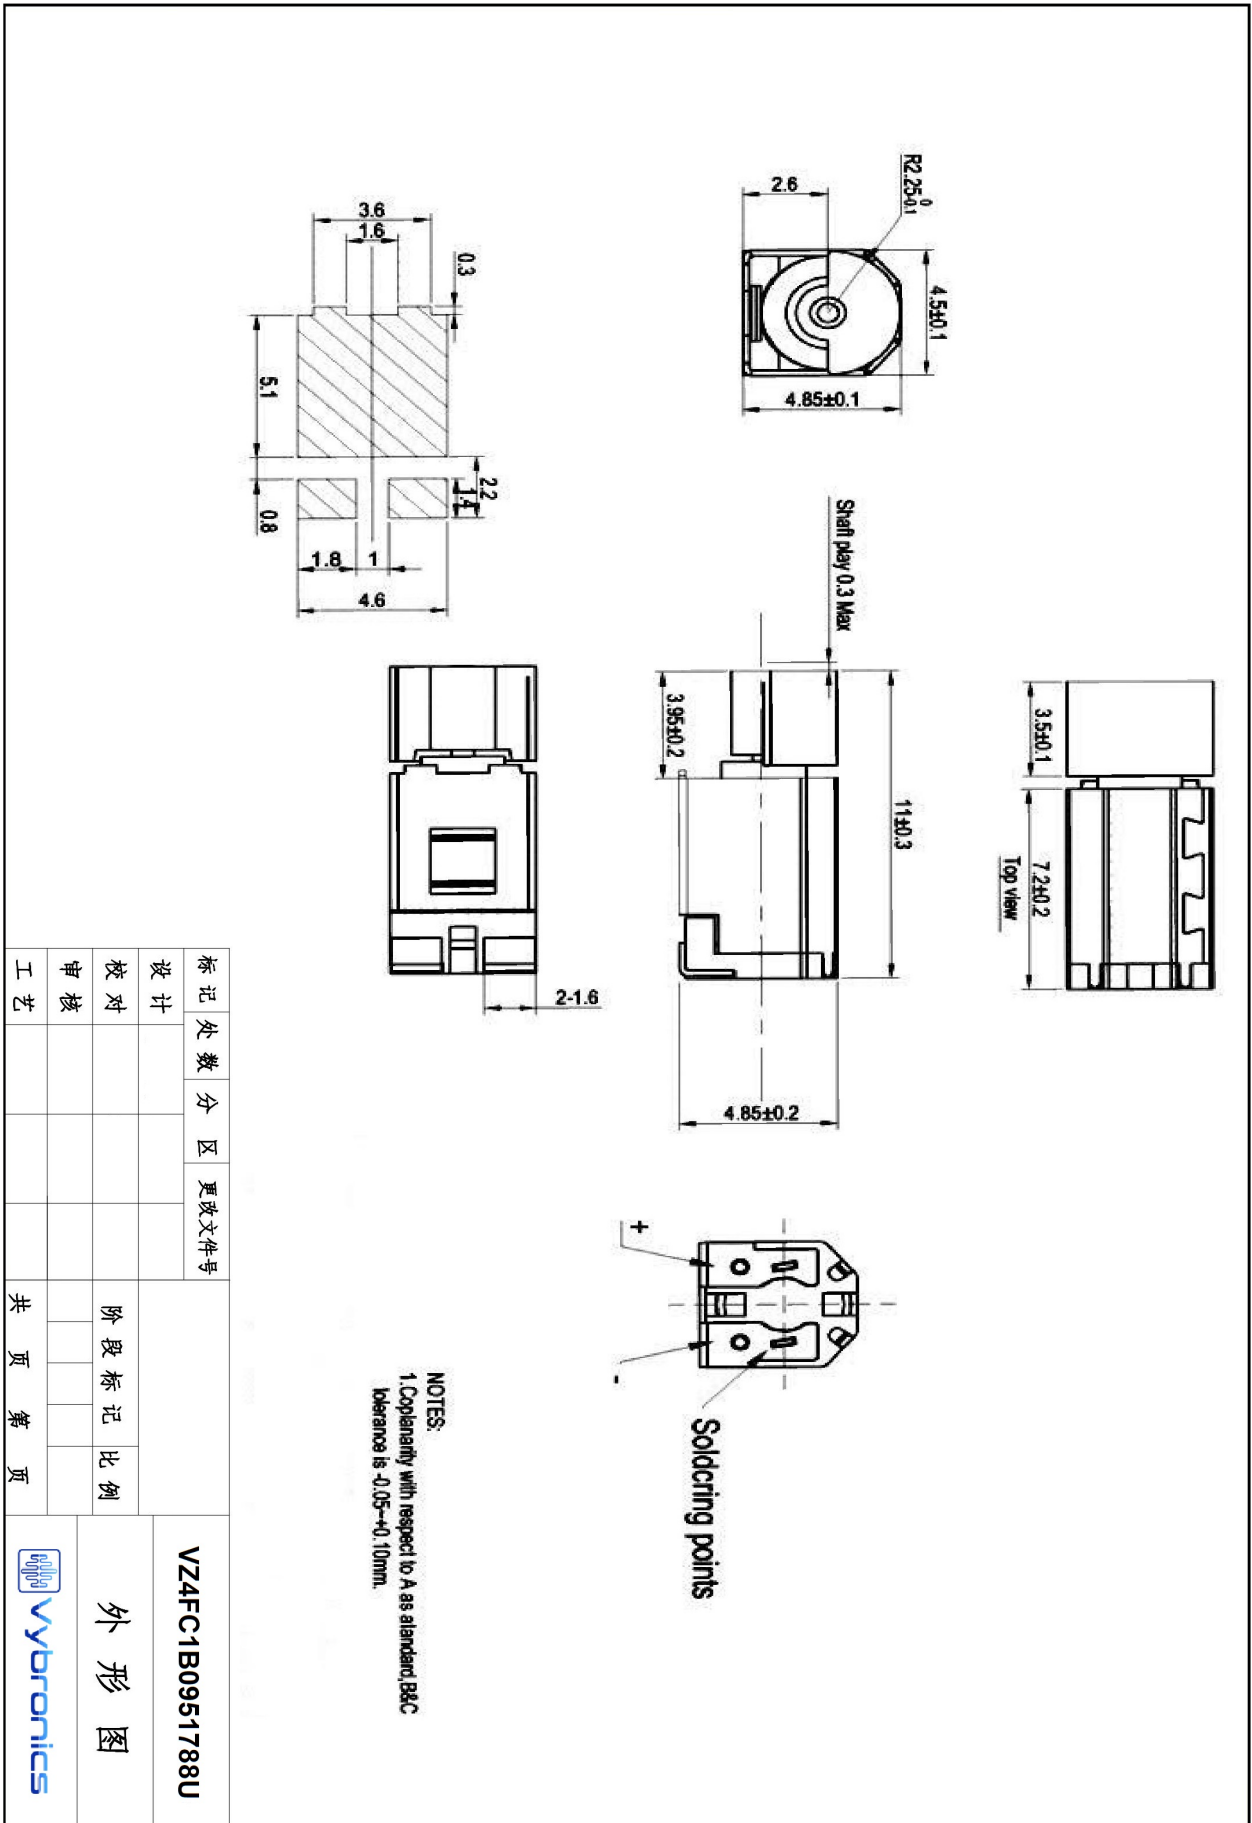 R2.25 0 -0.1
2.6
4.5±0.1
4.85±0.1
3.6
1.6
0.3
5.1
2.2
1.4
0.8
1.8
1
4.6
Shaft play 0.3 Max
3.95±0.2
11±0.3
4.85±0.2
3.5±0.1
7.2±0.2
Top view
2-1.6
+
-
Soldcring points
NOTES:
1.Coplanarity with respect to A as atandard,B&C
tolerance is -0.05~+0.10mm.
标记 处数 分区 更改文件号
设计
校对
审核
工艺
阶段标记 比例
共 页 第 页
VZ4FC1B0951788U
外形图
Vybronics